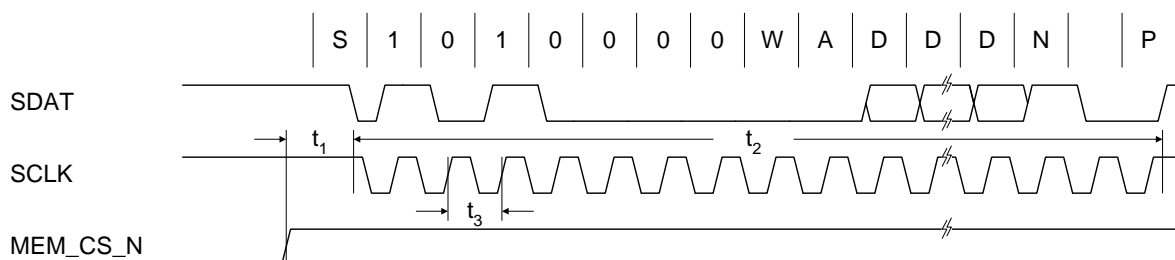 S 1 0 1 0 0 0 0 W A D D D N P
SDAT
t1 t2
SCLK
t3
MEM_CS_N